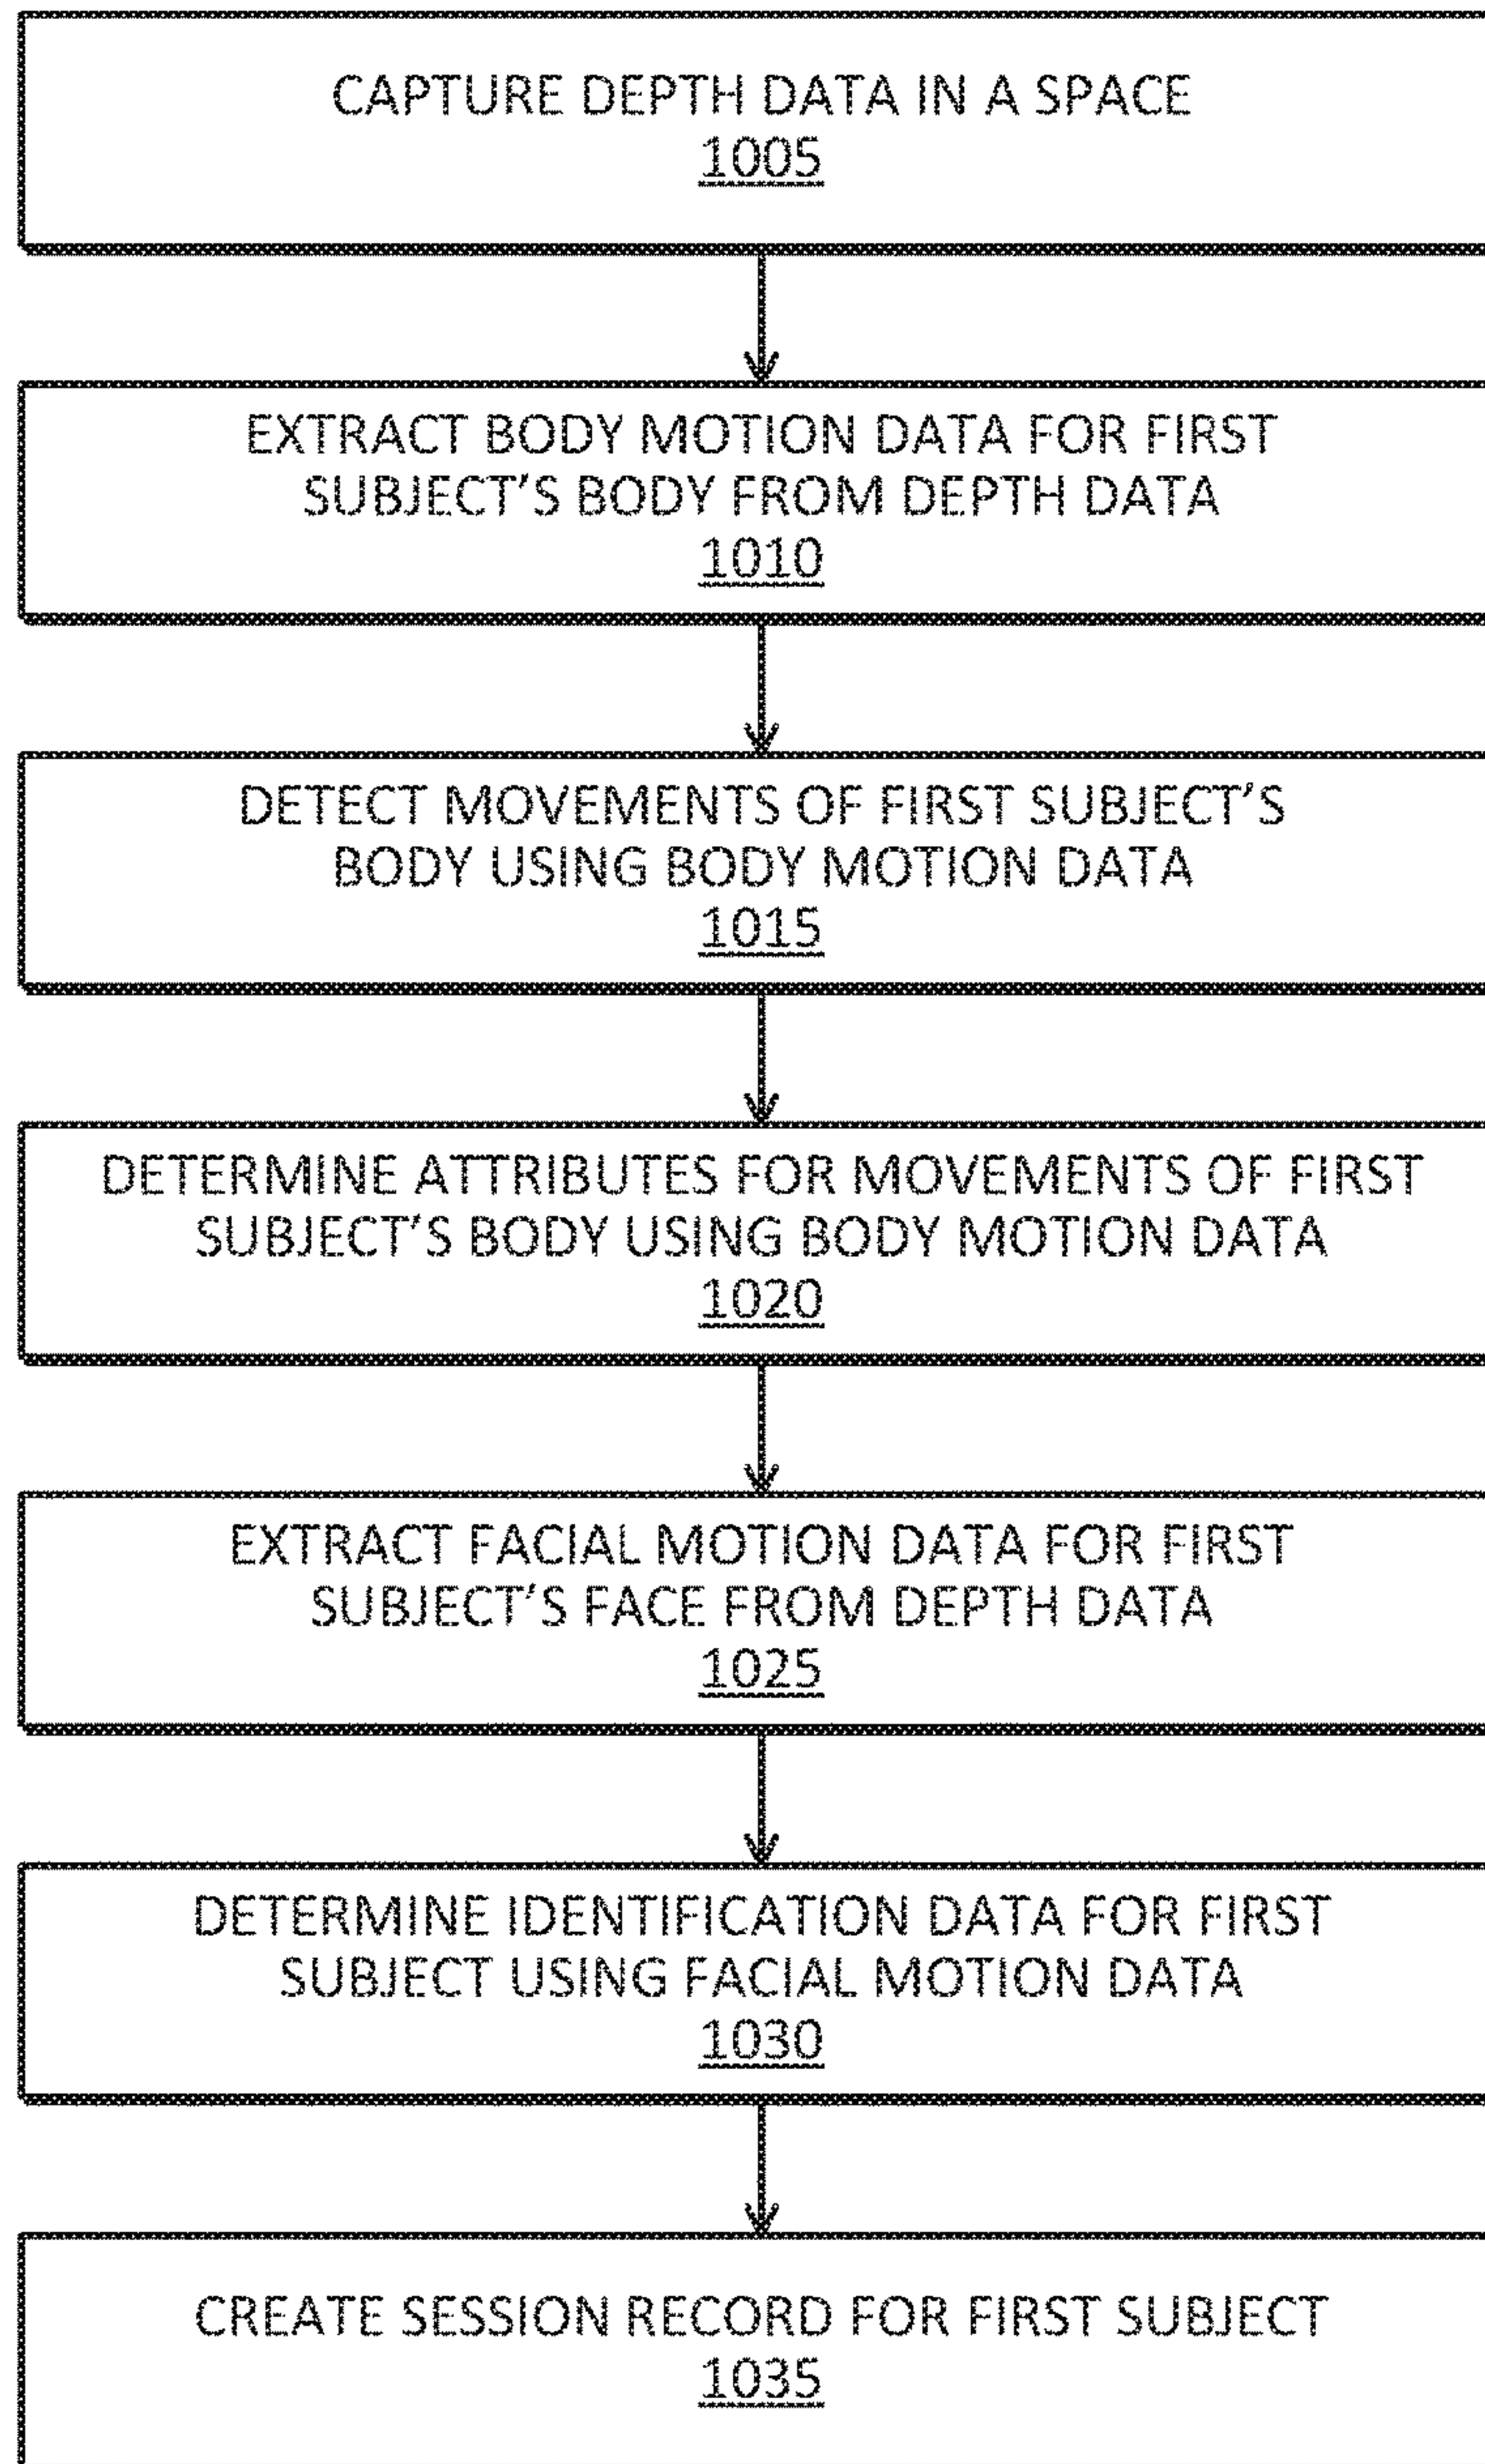 CAPTURE DEPTH DATA IN A SPACE
1005
EXTRACT BODY MOTION DATA FOR FIRST
SUBJECT'S BODY FROM DEPTH DATA
1010
DETECT MOVEMENTS OF FIRST SUBJECT'S
BODY USING BODY MOTION DATA
1015
DETERMINE ATTRIBUTES FOR MOVEMENTS OF FIRST
SUBJECT'S BODY USING BODY MOTION DATA
1020
EXTRACT FACIAL MOTION DATA FOR FIRST
SUBJECT'S FACE FROM DEPTH DATA
1025
DETERMINE IDENTIFICATION DATA FOR FIRST
SUBJECT USING FACIAL MOTION DATA
1030
CREATE SESSION RECORD FOR FIRST SUBJECT
1035